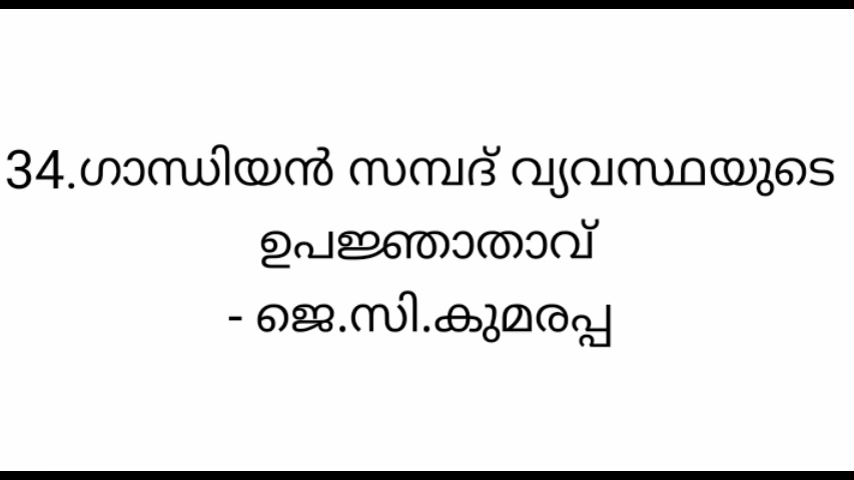 34.ഗാന്ധിയൻ സമ്പദ് വ്യവസ്ഥയുടെ
ഉപജ്ഞാതാവ്
- ജെ.സി.കുമരപ്പ